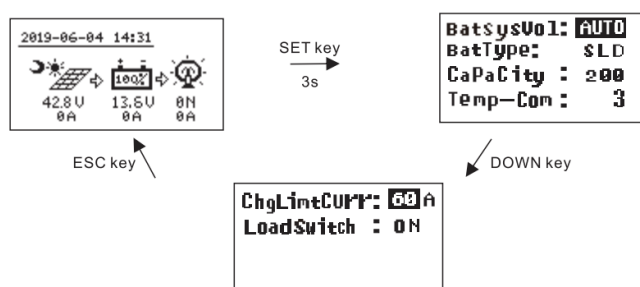 2019-06-04 14:31
100%
42.8V 13.6V ON
0A 0A 0A
SET key
3s
BatSysVol: AUTO
BatType: SLD
CaPaCity : 200
Temp-Com : 3
DOWN key
ChgLimtCUrr: 60 A
LoadSwitch : ON
ESC key